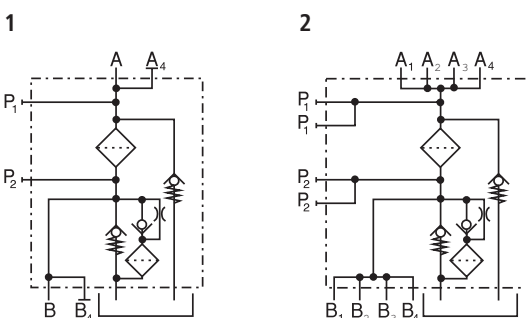 1 2
A A4 A1 A2 A3 A4
P1 P1
P1
P2 P2
P2
B B4 B1 B2 B3 B4